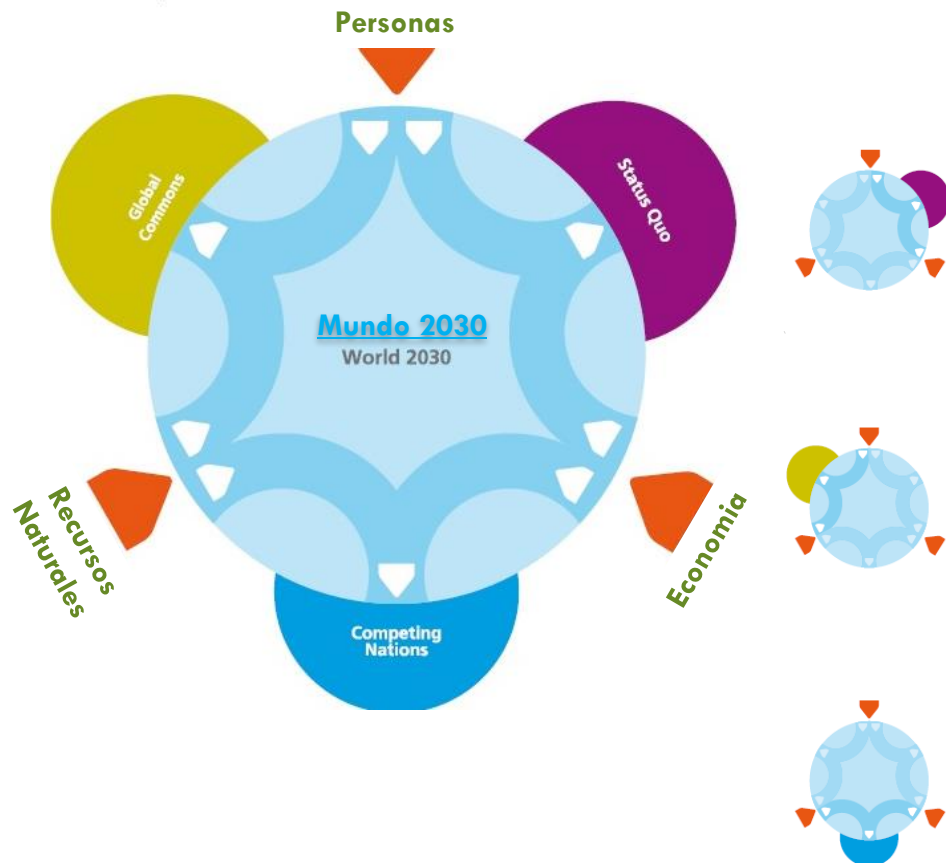 Personas
Global
Commons
Status Quo
Mundo 2030
World 2030
Recursos
Naturales
Economia
Competing
Nations